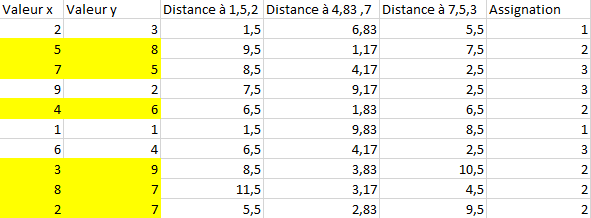 Valeur x Valeur y Distance à 1,5,2 Distance à 4,83 ,7 Distance à 7,5,3 Assignation
2 3 1,5 6,83 5,5 1
5 8 9,5 1,17 7,5 2
7 5 8,5 4,17 2,5 3
9 2 7,5 9,17 2,5 3
4 6 6,5 1,83 6,5 2
1 1 1,5 9,83 8,5 1
6 4 6,5 4,17 2,5 3
3 9 8,5 3,83 10,5 2
8 7 11,5 3,17 4,5 2
2 7 5,5 2,83 9,5 2